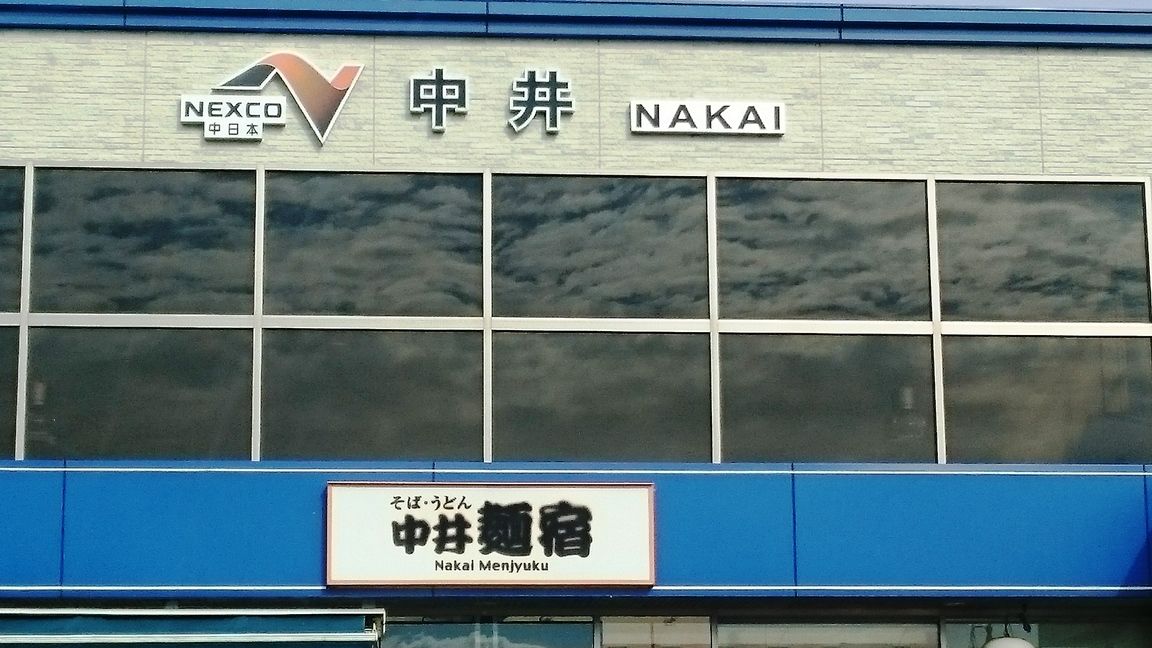 NEXCO
中日本
中井 NAKAI
そば・うどん
中井麺宿
Nakai Menjyuku